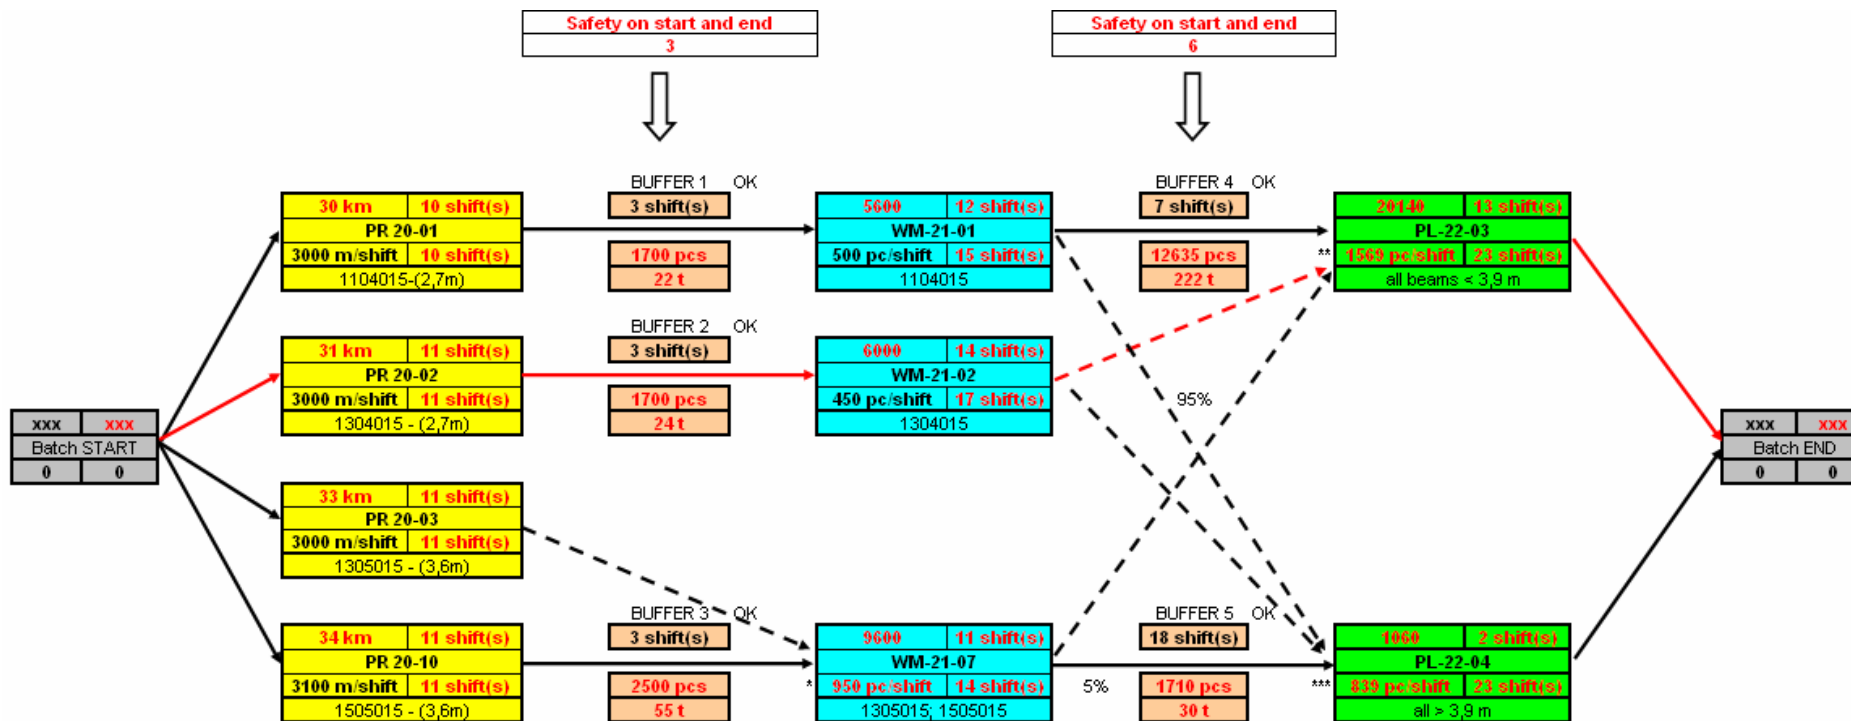 Safety on start and end
3
Safety on start and end
6
BUFFER 1 OK
3 shift(s)
1700 pcs
22 t
BUFFER 4 OK
7 shift(s)
12635 pcs
222 t
30 km 10 shift(s)
PR 20-01
3000 m/shift 10 shift(s)
1104015-(2,7m)
5600 12 shift(s)
WM-21-01
500 pc/shift 15 shift(s)
1104015
20140 13 shift(s)
PL-22-03
** 1569 pc/shift 23 shift(s)
all beams < 3,9 m
BUFFER 2 OK
3 shift(s)
1700 pcs
24 t
31 km 11 shift(s)
PR 20-02
3000 m/shift 11 shift(s)
1304015 - (2,7m)
6000 14 shift(s)
WM-21-02
450 pc/shift 17 shift(s)
1304015
95%
xxx xxx
Batch START
0 0
xxx xxx
Batch END
0 0
33 km 11 shift(s)
PR 20-03
3000 m/shift 11 shift(s)
1305015 - (3,6m)
BUFFER 3 OK
3 shift(s)
2500 pcs
55 t
BUFFER 5 OK
18 shift(s)
5%
1710 pcs
30 t
34 km 11 shift(s)
PR 20-10
3100 m/shift 11 shift(s)
1505015 - (3,6m)
9600 11 shift(s)
WM-21-07
* 950 pc/shift 14 shift(s)
1305015; 1505015
1060 2 shift(s)
PL-22-04
*** 839 pc/shift 23 shift(s)
all > 3,9 m